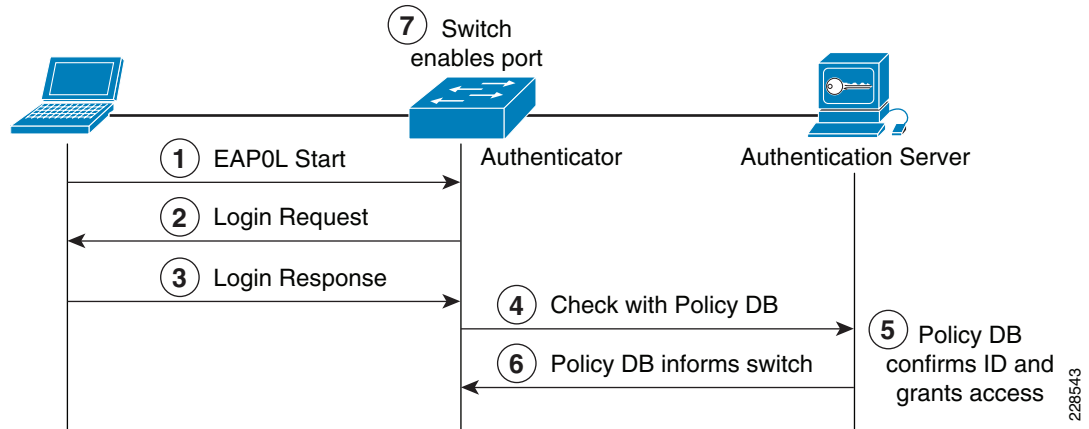 7 Switch
enables port
Authenticator
Authentication Server
1 EAP0L Start
2 Login Request
3 Login Response
4 Check with Policy DB
5 Policy DB
confirms ID and
grants access
6 Policy DB informs switch
228543